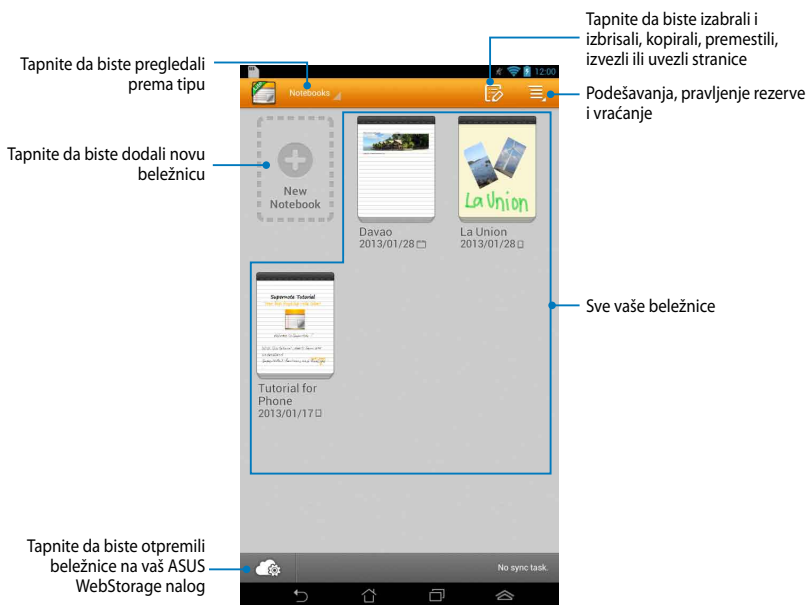 Tapnite da biste izabrali i
izbrisali, kopirali, premestili,
izvezli ili uvezli stranice
Tapnite da biste pregledali
prema tipu
12:00
Notebooks
Podešavanja, pravljenje rezerve
i vraćanje
Tapnite da biste dodali novu
beležnicu
New
Notebook
La Union
Davao
2013/01/28
La Union
2013/01/28
Sve vaše beležnice
Supernote Tutorial
Tutorial for
Phone
2013/01/17
Tapnite da biste otpremili
beležnice na vaš ASUS
WebStorage nalog
No sync task.